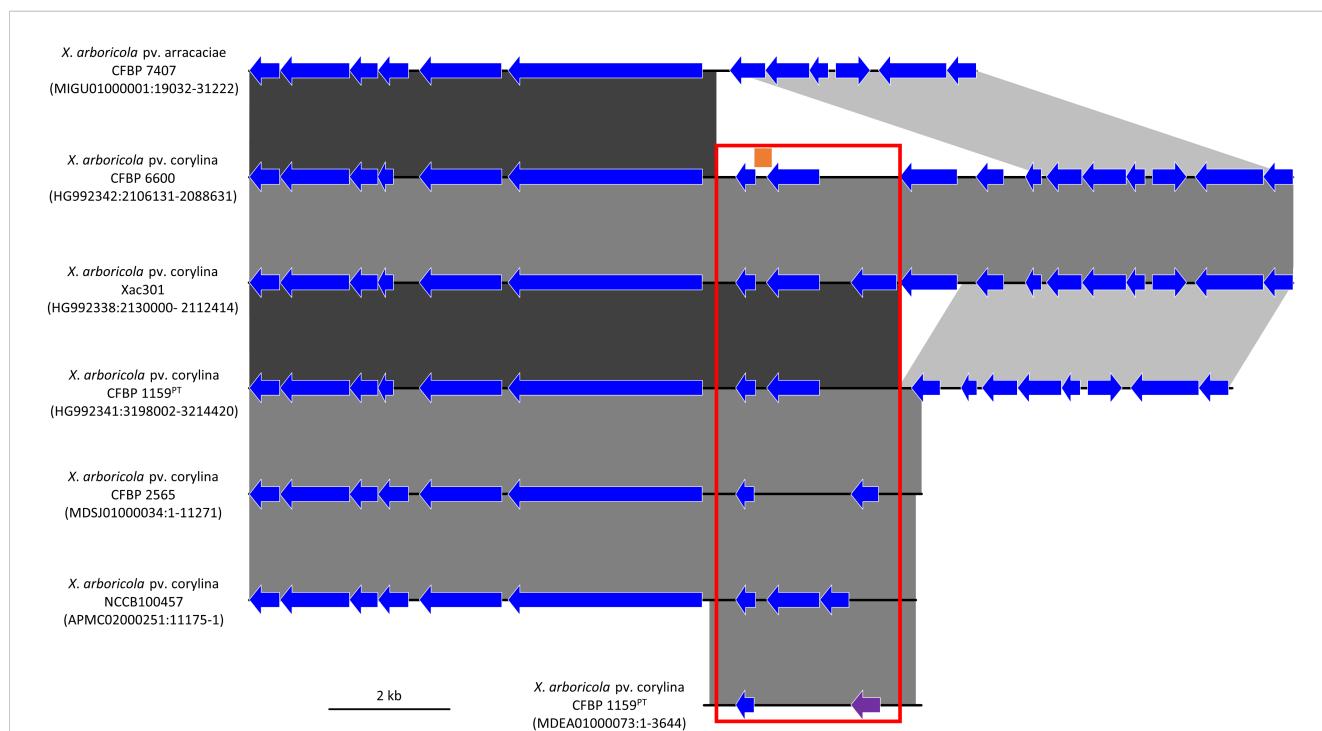 X. arboricola pv. arracaciae
CFBP 7407
(MIGU01000001:19032-31222)
X. arboricola pv. corylina
CFBP 6600
(HG992342:2106131-2088631)
X. arboricola pv. corylina
Xac301
(HG992338:2130000- 2112414)
X. arboricola pv. corylina
CFBP 1159PT
(HG992341:3198002-3214420)
X. arboricola pv. corylina
CFBP 2565
(MDSJ01000034:1-11271)
X. arboricola pv. corylina
NCCB100457
(APMC02000251:11175-1)
2 kb
X. arboricola pv. corylina
CFBP 1159PT
(MDEA01000073:1-3644)